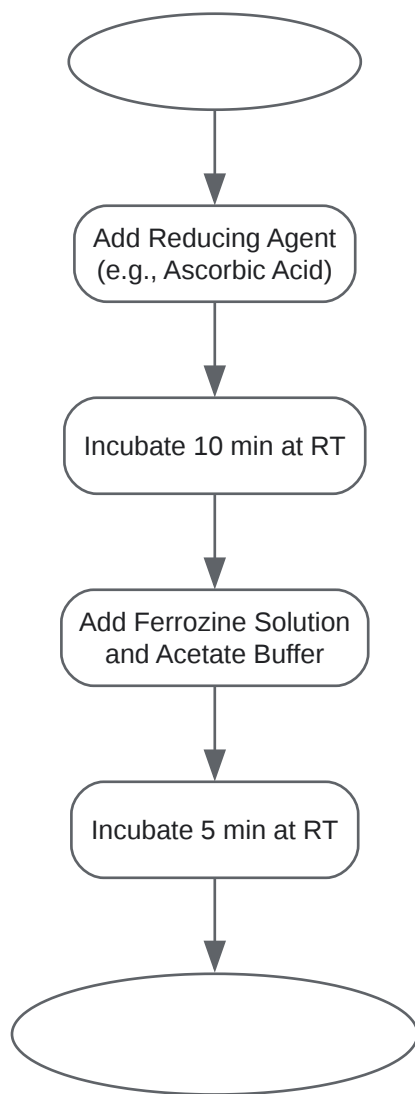 Add Reducing Agent
(e.g., Ascorbic Acid)
Incubate 10 min at RT
Add Ferrozine Solution
and Acetate Buffer
Incubate 5 min at RT